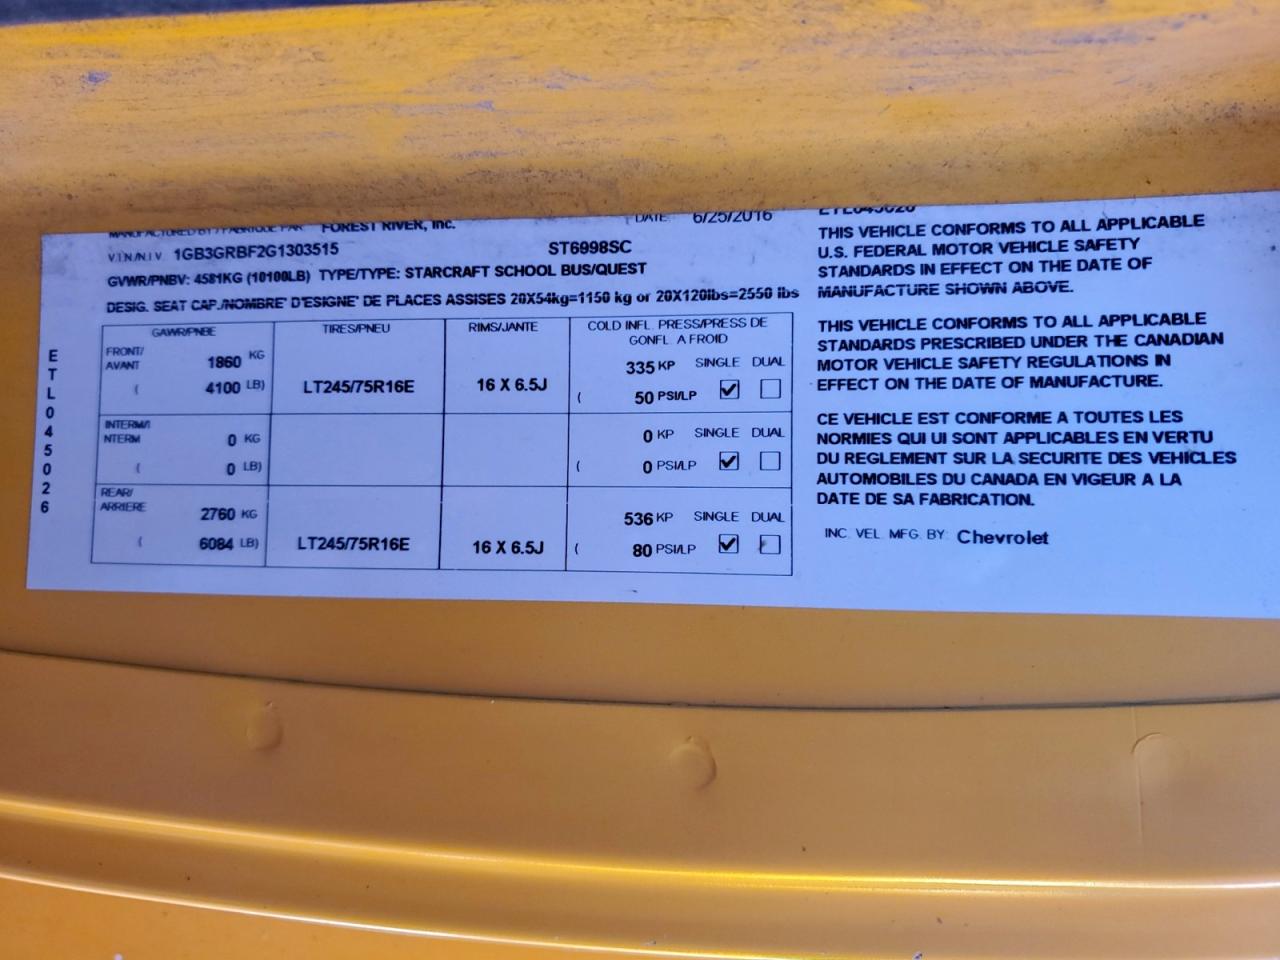 MANUFACTURED BY / FABRIQUE PAR FOREST RIVER, Inc. DATE 6/25/2016
V.I.N/N.I.V. 1GB3GRBF2G1303515 ST6998SC
GVWR/PNBV: 4581KG (10100LB) TYPE/TYPE: STARCRAFT SCHOOL BUS/QUEST
DESIG. SEAT CAP./NOMBRE' D'ESIGNE' DE PLACES ASSISES 20X54kg=1150 kg or 20X120lbs=2550 lbs
GAWR/PNBE TIRES/PNEU RIMS/JANTE COLD INFL. PRESS/PRESS DE
GONFL. A FROID
FRONT/
AVANT 1860 KG 335 KP SINGLE DUAL
( 4100 LB) LT245/75R16E 16 X 6.5J ( 50 PSI/LP
INTERM/I
NTERM 0 KG 0 KP SINGLE DUAL
( 0 LB) ( 0 PSI/LP
REAR/
ARRIERE 2760 KG 536 KP SINGLE DUAL
( 6084 LB) LT245/75R16E 16 X 6.5J ( 80 PSI/LP
ETL045026
ETL045026
THIS VEHICLE CONFORMS TO ALL APPLICABLE
U.S. FEDERAL MOTOR VEHICLE SAFETY
STANDARDS IN EFFECT ON THE DATE OF
MANUFACTURE SHOWN ABOVE.
THIS VEHICLE CONFORMS TO ALL APPLICABLE
STANDARDS PRESCRIBED UNDER THE CANADIAN
MOTOR VEHICLE SAFETY REGULATIONS IN
EFFECT ON THE DATE OF MANUFACTURE.
CE VEHICLE EST CONFORME A TOUTES LES
NORMIES QUI UI SONT APPLICABLES EN VERTU
DU REGLEMENT SUR LA SECURITE DES VEHICLES
AUTOMOBILES DU CANADA EN VIGEUR A LA
DATE DE SA FABRICATION.
INC. VEL. MFG. BY: Chevrolet